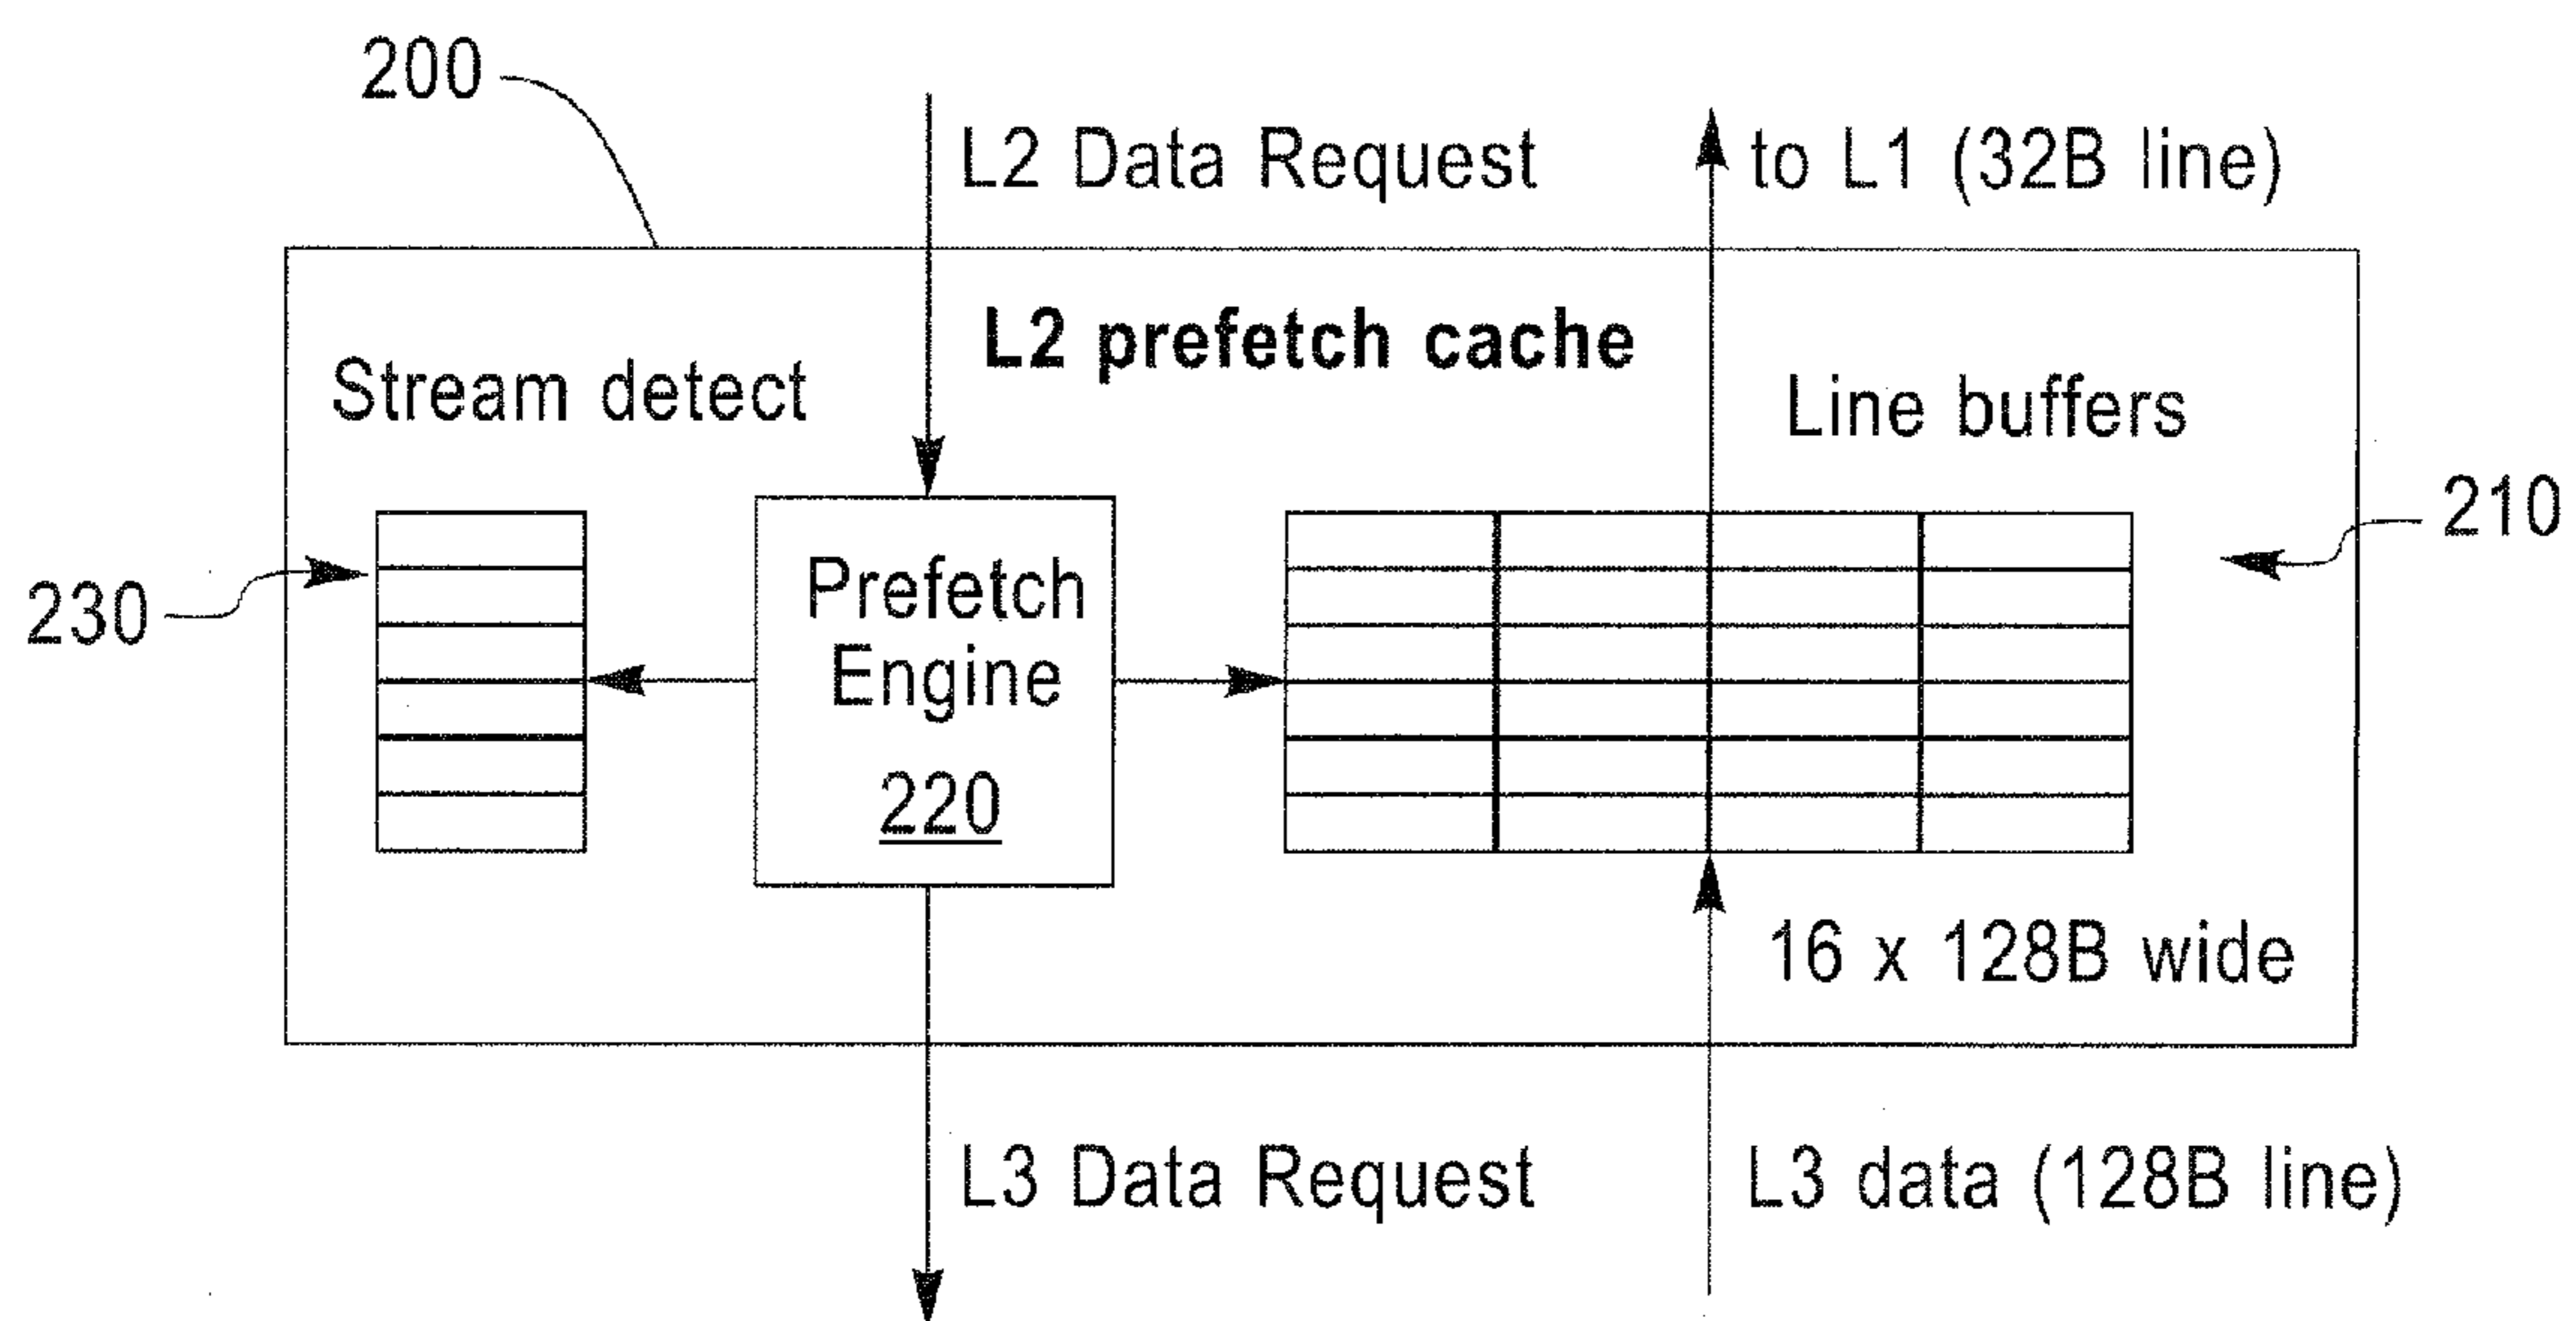 200
L2 Data Request
to L1 (32B line)
L2 prefetch cache
Stream detect
Line buffers
210
230
Prefetch
Engine
220
16 x 128B wide
L3 Data Request
L3 data (128B line)